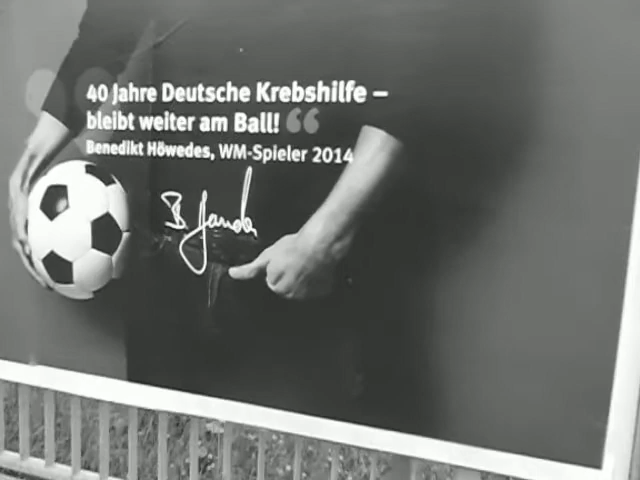 40 Jahre Deutsche Krebshilfe –
bleibt weiter am Ball! “
Benedikt Höwedes, WM-Spieler 2014